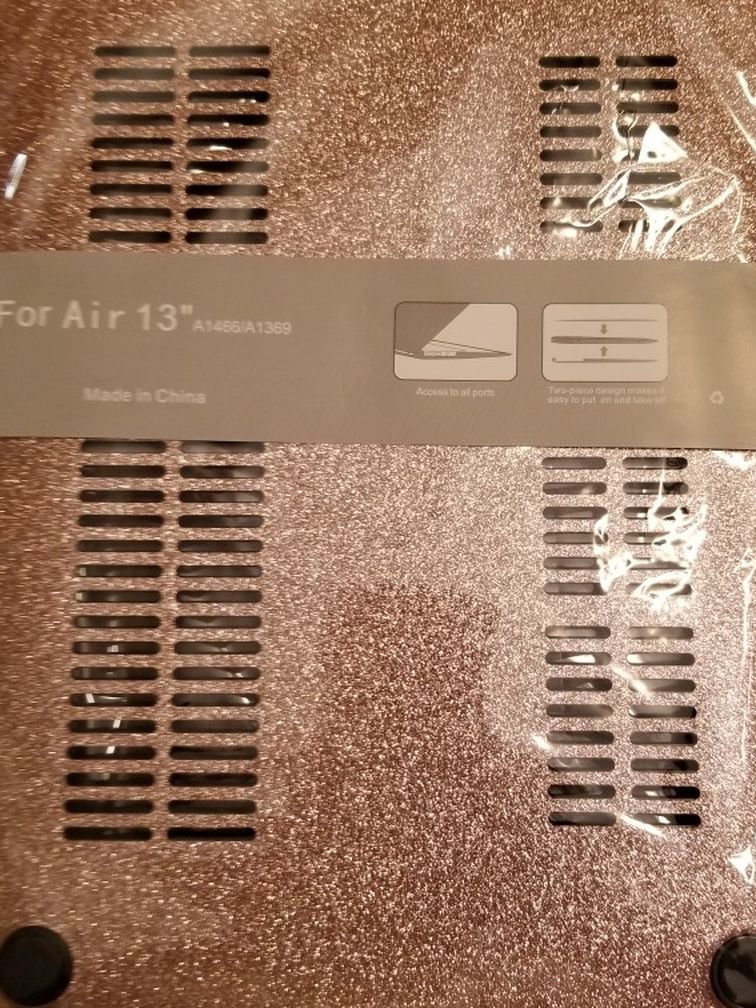 For Air 13" A1466/A1369
Made in China
Access to all ports
Two-piece design makes it
easy to put on and take off